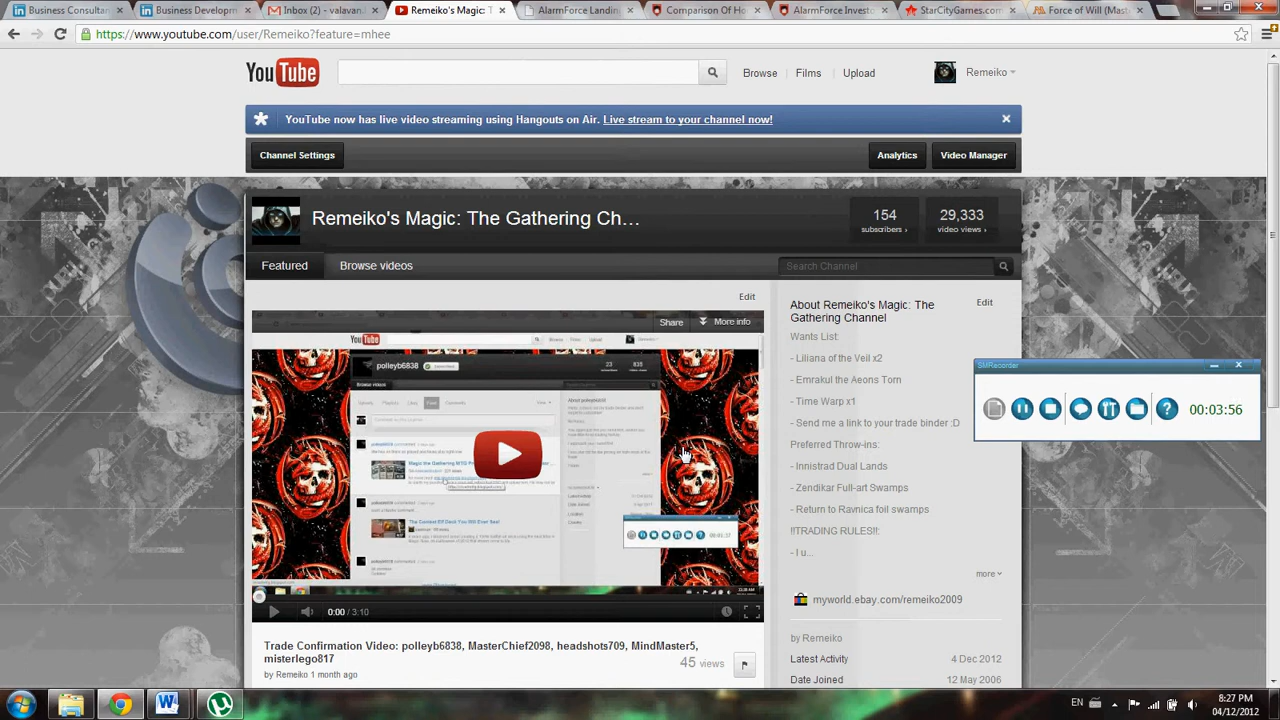 Business Consultan
Business Developm
Inbox (2) - valavan.
Remeiko's Magic: T
AlarmForce Landin
Comparison Of Ho
AlarmForce Investo
StarCityGames.com
Force of Will (Mast
https://www.youtube.com/user/Remeiko?feature=mhee
YouTube
Browse
Films
Upload
Remeiko
YouTube now has live video streaming using Hangouts on Air. Live stream to your channel now!
Channel Settings
Analytics
Video Manager
Remeiko's Magic: The Gathering Ch...
154
subscribers
29,333
video views
Featured
Browse videos
Search Channel
Edit
Share
More info
YouTube
polleyb6838
0:00 / 3:10
Trade Confirmation Video: polleyb6838, MasterChief2098, headshots709, MindMaster5,
misterlego817
45 views
by Remeiko 1 month ago
About Remeiko's Magic: The
Gathering Channel
Edit
Wants List:
- Liliana of the Veil x2
- Emrakul the Aeons Torn
- Time Warp x1
- Send me a link to your trade binder :D
Preferred Throw-ins:
- Innistrad Dual Lands
- Zendikar Full-art Swamps
- Return to Ravnica foil swamps
!!TRADING RULES!!
- I u...
more
myworld.ebay.com/remeiko2009
by Remeiko
Latest Activity
4 Dec 2012
Date Joined
12 May 2006
SMRecorder
00:03:56
EN
8:27 PM
04/12/2012